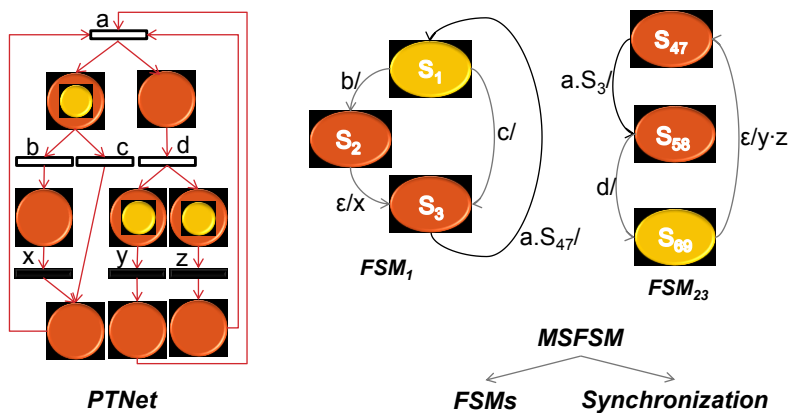 a
b
c
d
x
y
z
PTNet
S1
b/
S2
c/
ε/x
S3
a.S47/
FSM1
S47
a.S3/
S58
ε/y·z
d/
S69
FSM23
MSFSM
FSMs
Synchronization